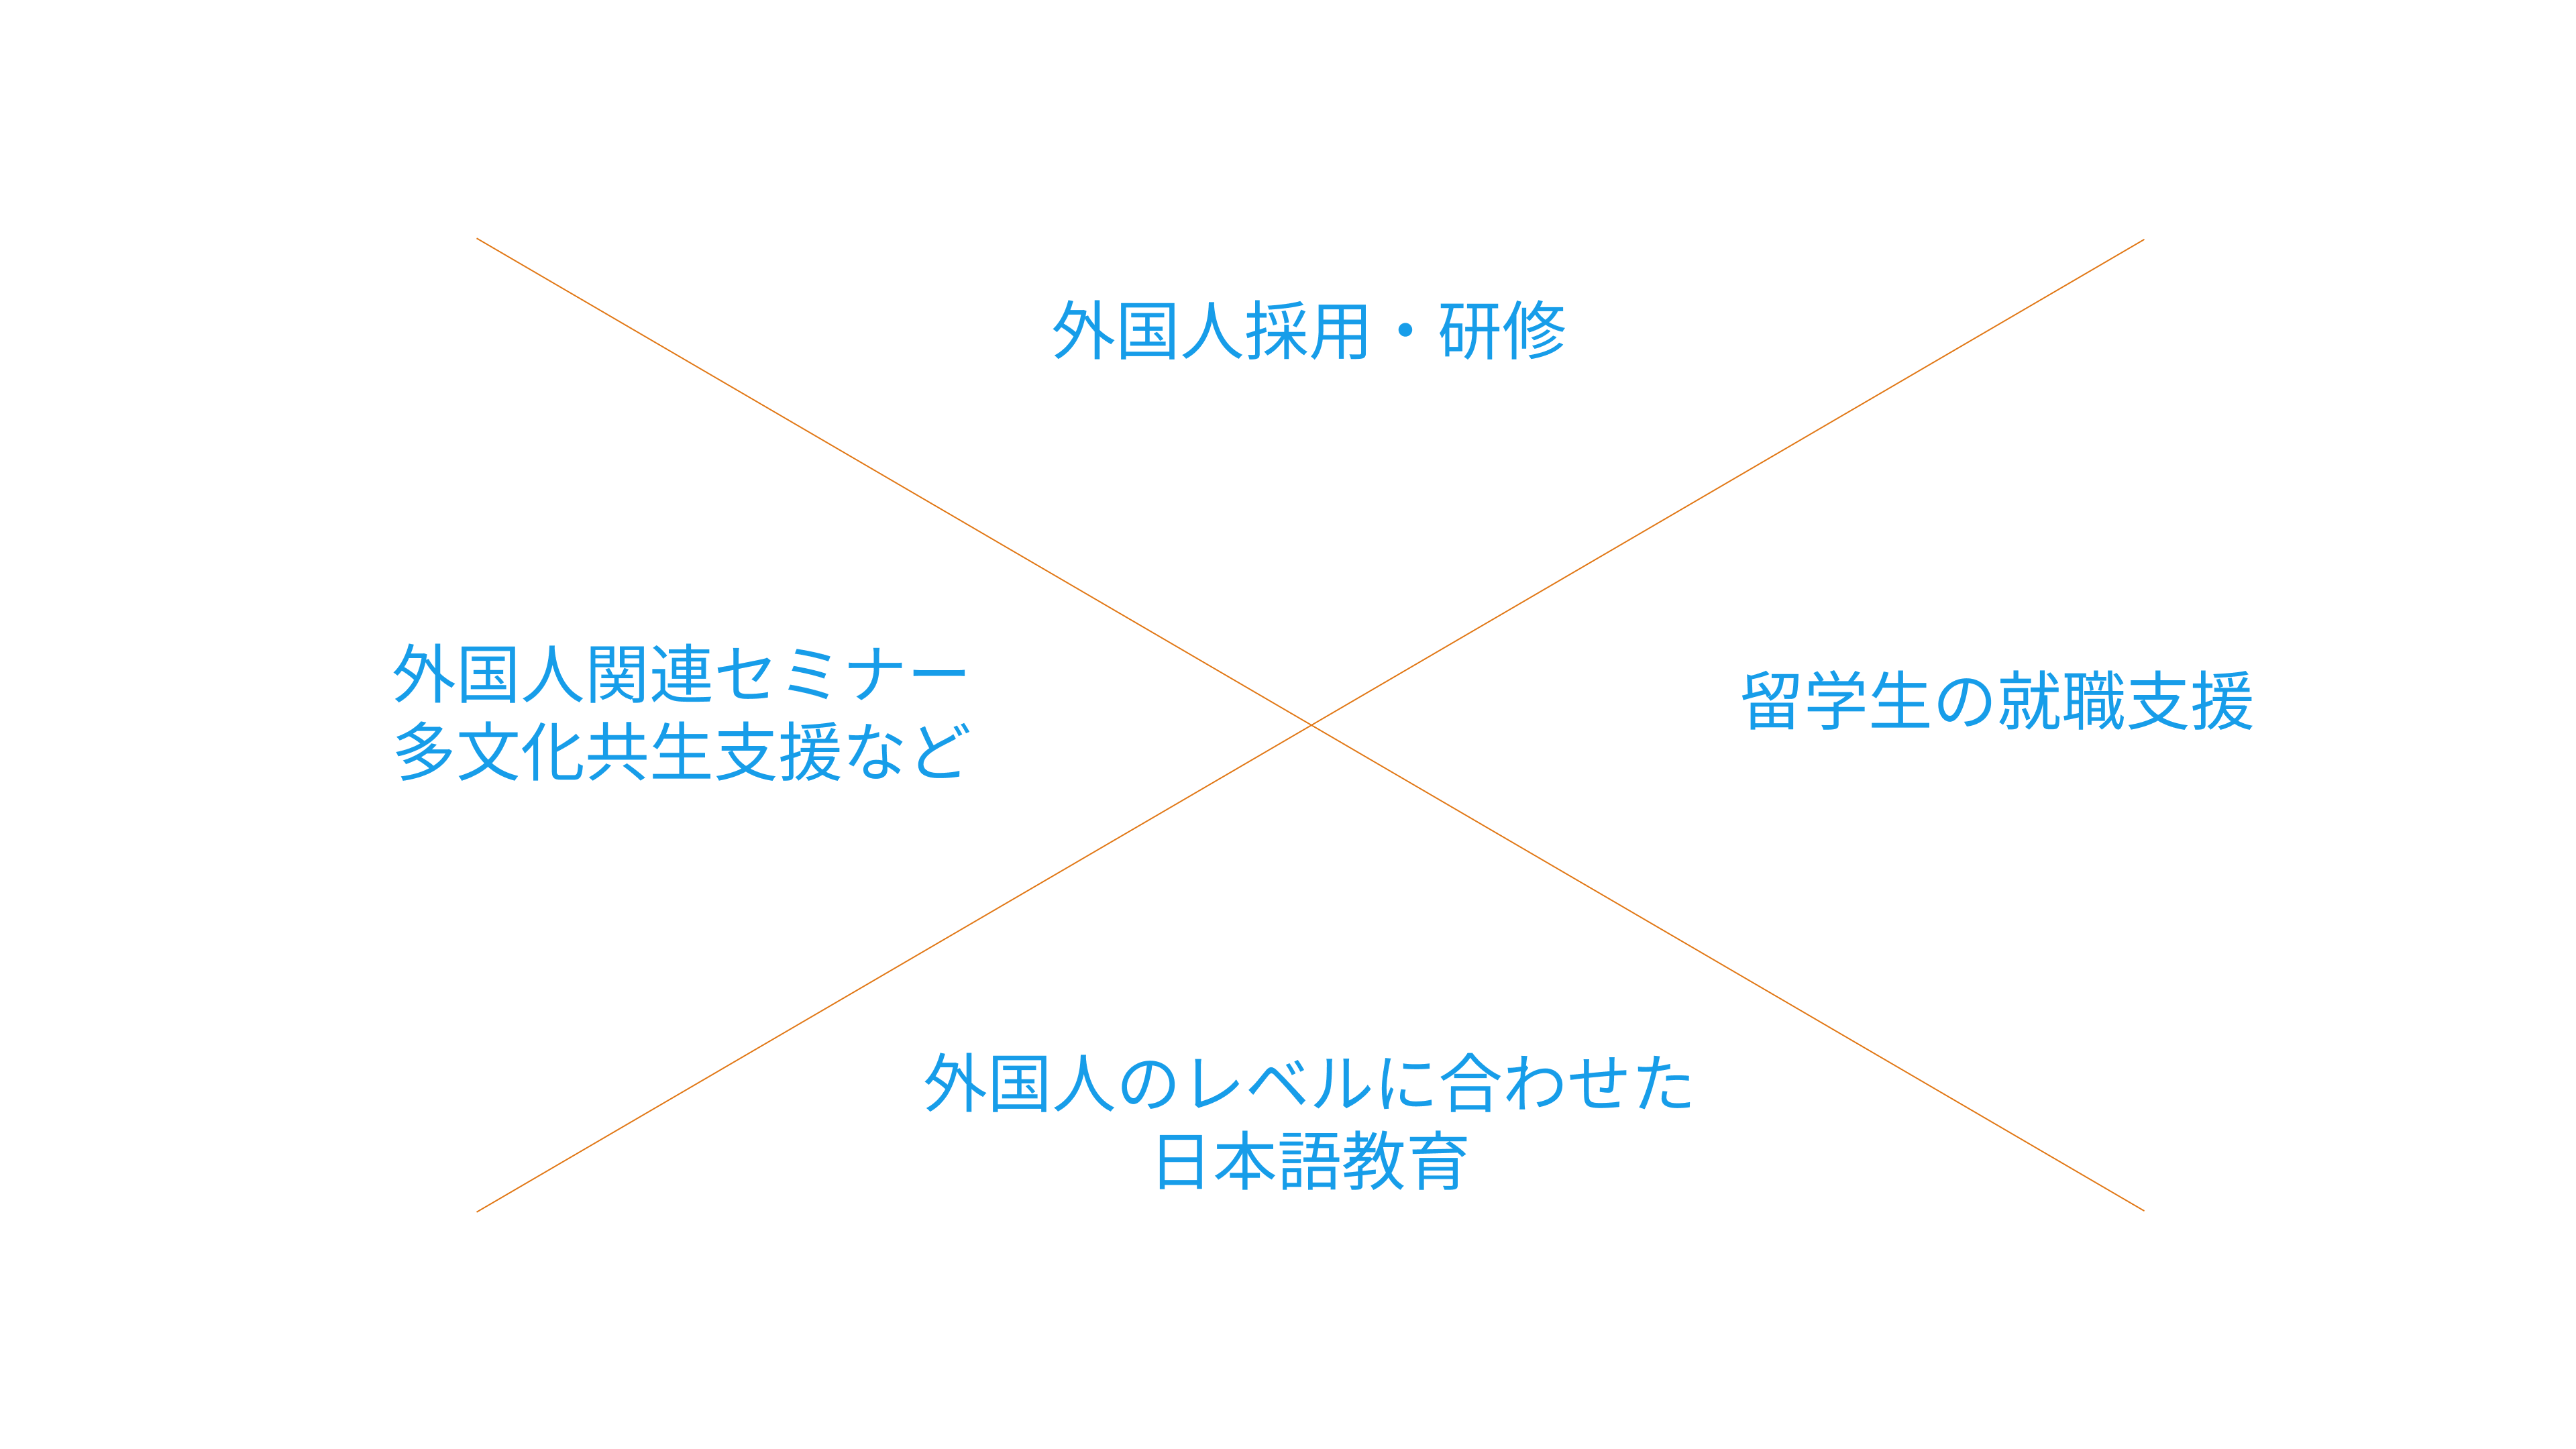 外国人採用・研修
外国人関連セミナー
多文化共生支援など
留学生の就職支援
外国人のレベルに合わせた
日本語教育